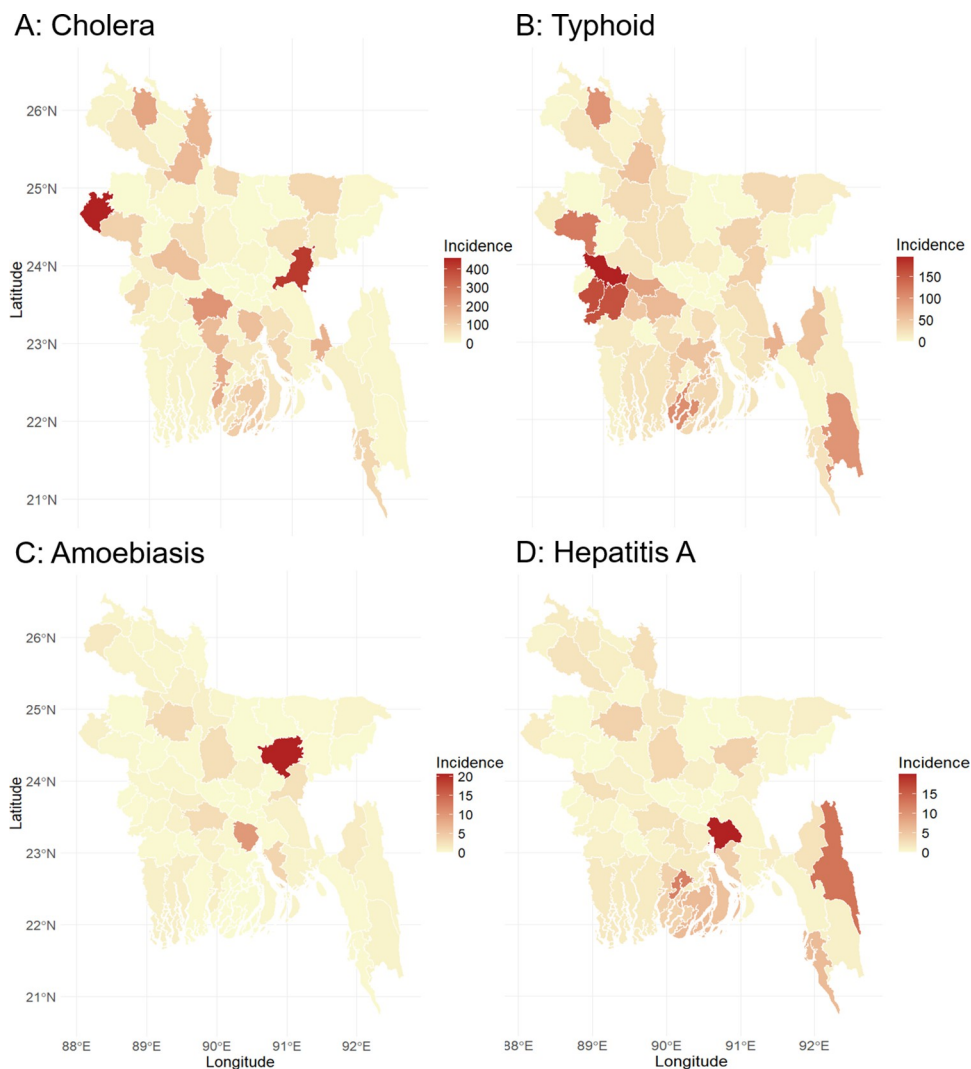 A: Cholera
B: Typhoid
26°N
25°N
24°N
23°N
22°N
21°N
Latitude
Incidence
400
300
200
100
0
Incidence
150
100
50
0
C: Amoebiasis
D: Hepatitis A
26°N
25°N
24°N
23°N
22°N
21°N
Latitude
Incidence
20
15
10
5
0
Incidence
15
10
5
0
88°E 89°E 90°E 91°E 92°E
Longitude
88°E 89°E 90°E 91°E 92°E
Longitude